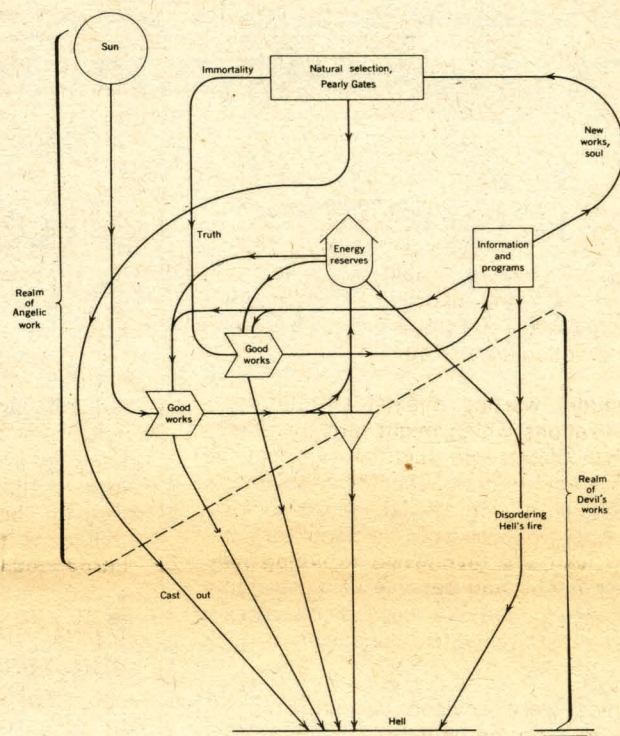 Sun
Immortality
Natural selection,
Pearly Gates
New
works,
soul
Truth
Energy
reserves
Information
and
programs
Realm
of
Angelic
work
Good
works
Good
works
Realm
of
Devil's
works
Disordering
Hell's fire
Cast out
Hell